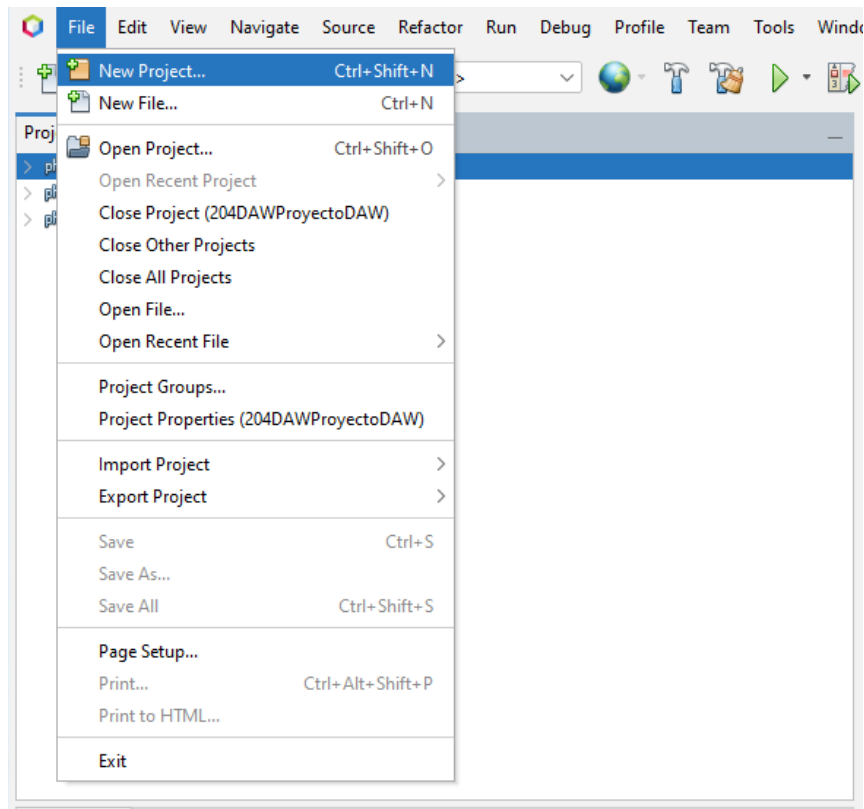 File Edit View Navigate Source Refactor Run Debug Profile Team Tools
New Project... Ctrl+Shift+N
New File... Ctrl+N
Open Project... Ctrl+Shift+O
Open Recent Project
Close Project (204DAWProyectoDAW)
Close Other Projects
Close All Projects
Open File...
Open Recent File
Project Groups...
Project Properties (204DAWProyectoDAW)
Import Project
Export Project
Save Ctrl+S
Save As...
Save All Ctrl+Shift+S
Page Setup...
Print... Ctrl+Alt+Shift+P
Print to HTML...
Exit